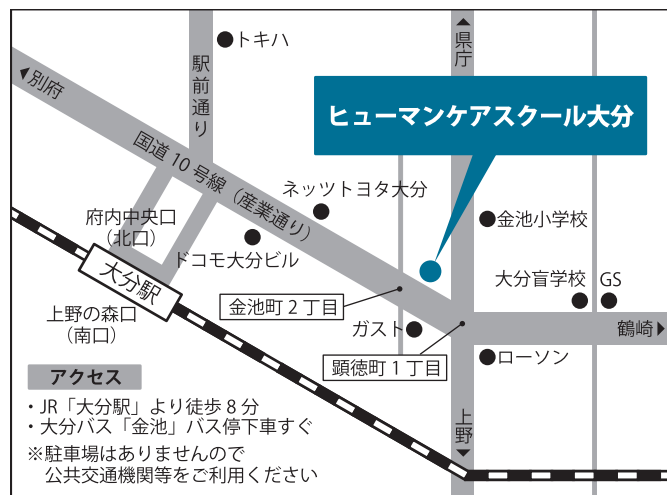 トキハ
▲県庁
駅前通り
◀別府
ヒューマンケアスクール大分
国道10号線（産業通り）
ネッツトヨタ大分
府内中央口
（北口）
金池小学校
ドコモ大分ビル
大分駅
大分盲学校
GS
金池町2丁目
上野の森口
（南口）
ガスト
鶴崎▶
顕徳町1丁目
ローソン
上野▼
アクセス
・JR「大分駅」より徒歩8分
・大分バス「金池」バス停下車すぐ
※駐車場はありませんので
公共交通機関等をご利用ください